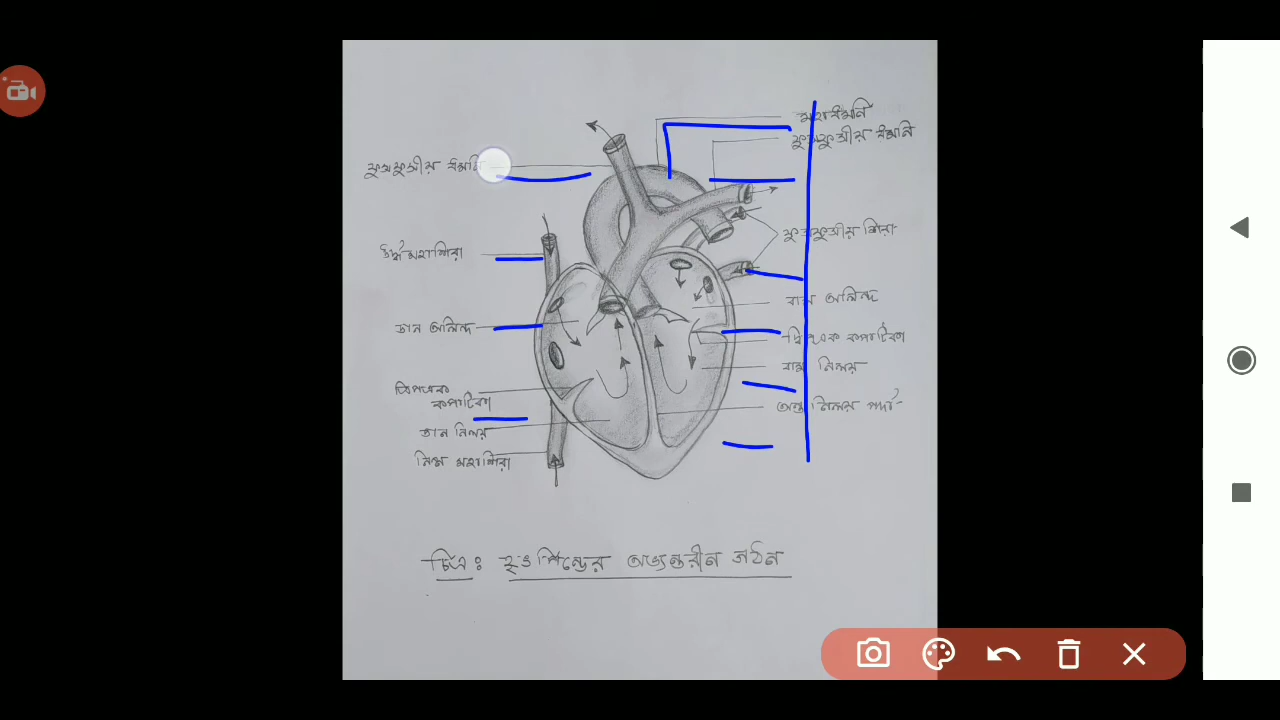 মহাধমনি
ফুসফুসীয় ধমনি
ফুসফুসীয় ধমনি
ফুসফুসীয় শিরা
ঊর্ধ্ব মহাশিরা
বাম অলিন্দ
ডান অলিন্দ
দ্বিপত্রক কপাটিকা
বাম নিলয়
ত্রিপত্রক
কপাটিকা
আন্তঃনিলয় পর্দা
ডান নিলয়
নিম্ন মহাশিরা
চিত্র: হৃৎপিন্ডের অভ্যন্তরীন গঠন